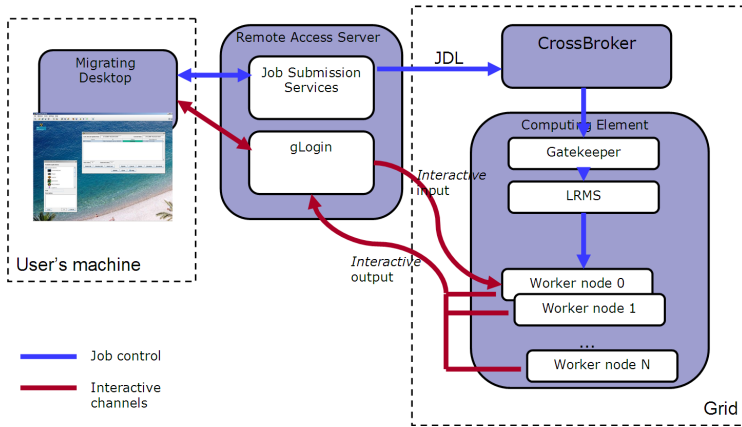 Migrating
Desktop
User's machine
Remote Access Server
Job Submission
Services
gLogin
JDL
CrossBroker
Computing Element
Gatekeeper
LRMS
Interactive
input
Interactive
output
Worker node 0
Worker node 1
...
Worker node N
Job control
Interactive
channels
Grid